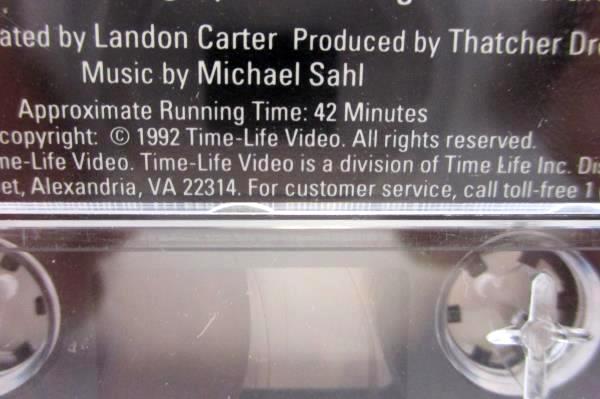 ated by Landon Carter Produced by Thatcher Dr
Music by Michael Sahl
Approximate Running Time: 42 Minutes
copyright: © 1992 Time-Life Video. All rights reserved.
me-Life Video. Time-Life Video is a division of Time Life Inc. Dis
et, Alexandria, VA 22314. For customer service, call toll-free 1